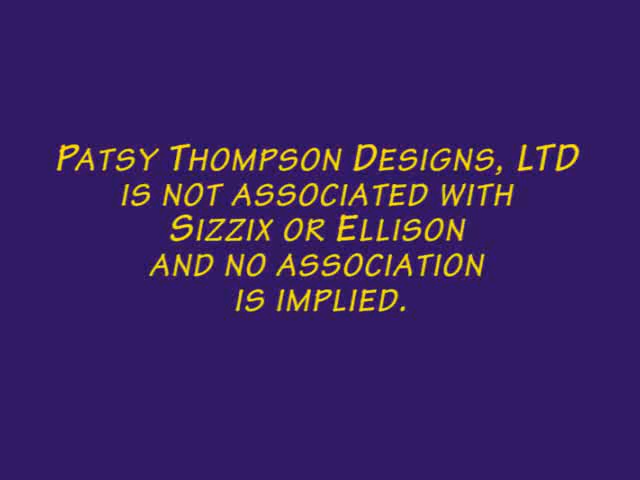 Patsy Thompson Designs, LTD
is not associated with
Sizzix or Ellison
and no association
is implied.